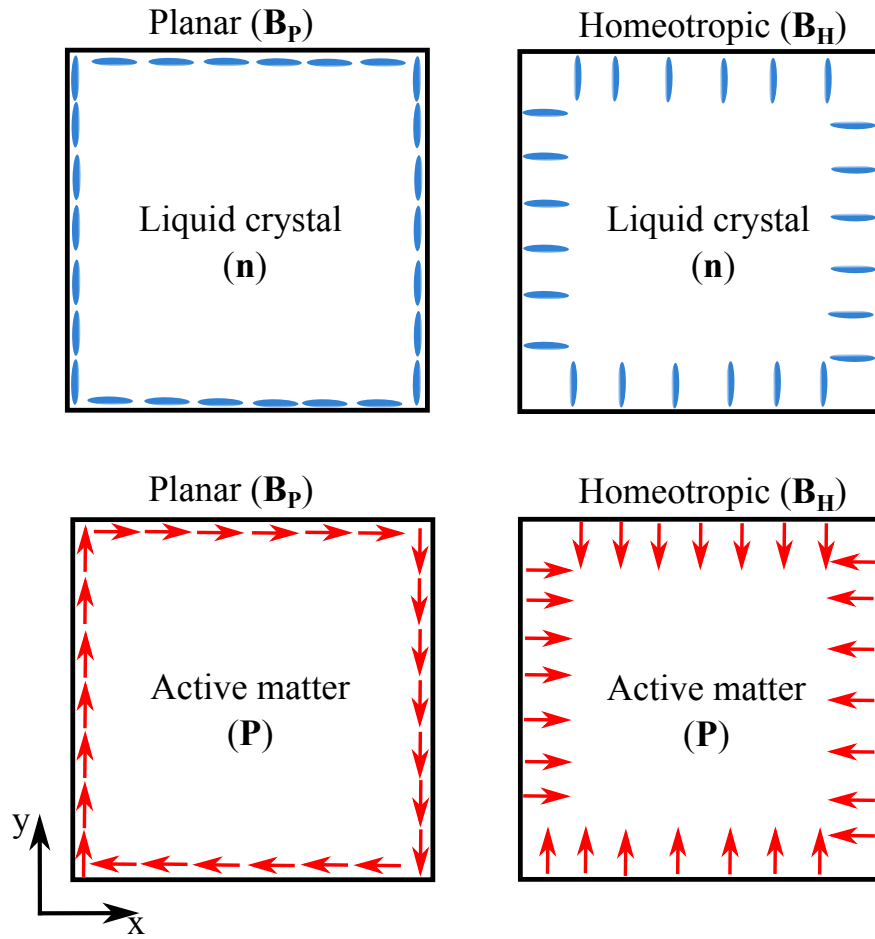 Planar (B_P)
Homeotropic (B_H)
Liquid crystal
(n)
Liquid crystal
(n)
Planar (B_P)
Homeotropic (B_H)
Active matter
(P)
Active matter
(P)
y
x